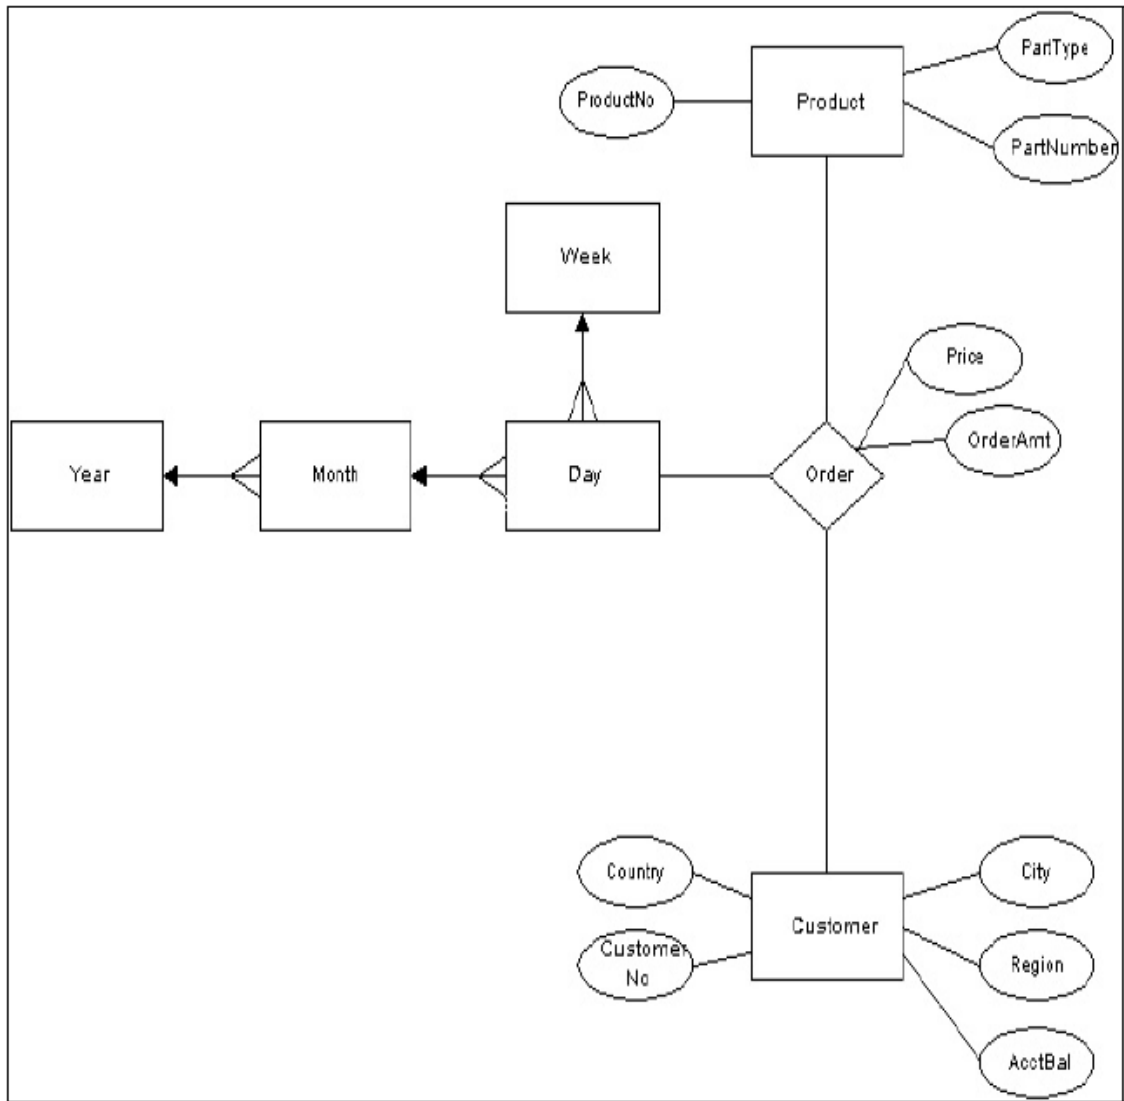 PartType
ProductNo
Product
PartNumber
Week
Price
OrderAmt
Year
Month
Day
Order
Country
City
Customer
Customer
No
Region
AcctBal